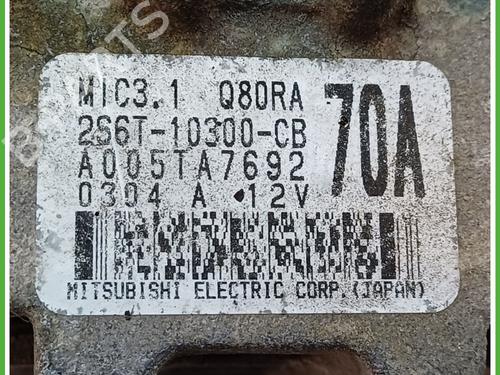 MIC3.1 Q80RA
2S6T-10300-CB
70A
A005TA7692
0304 A 12V
MITSUBISHI ELECTRIC CORP.(JAPAN)